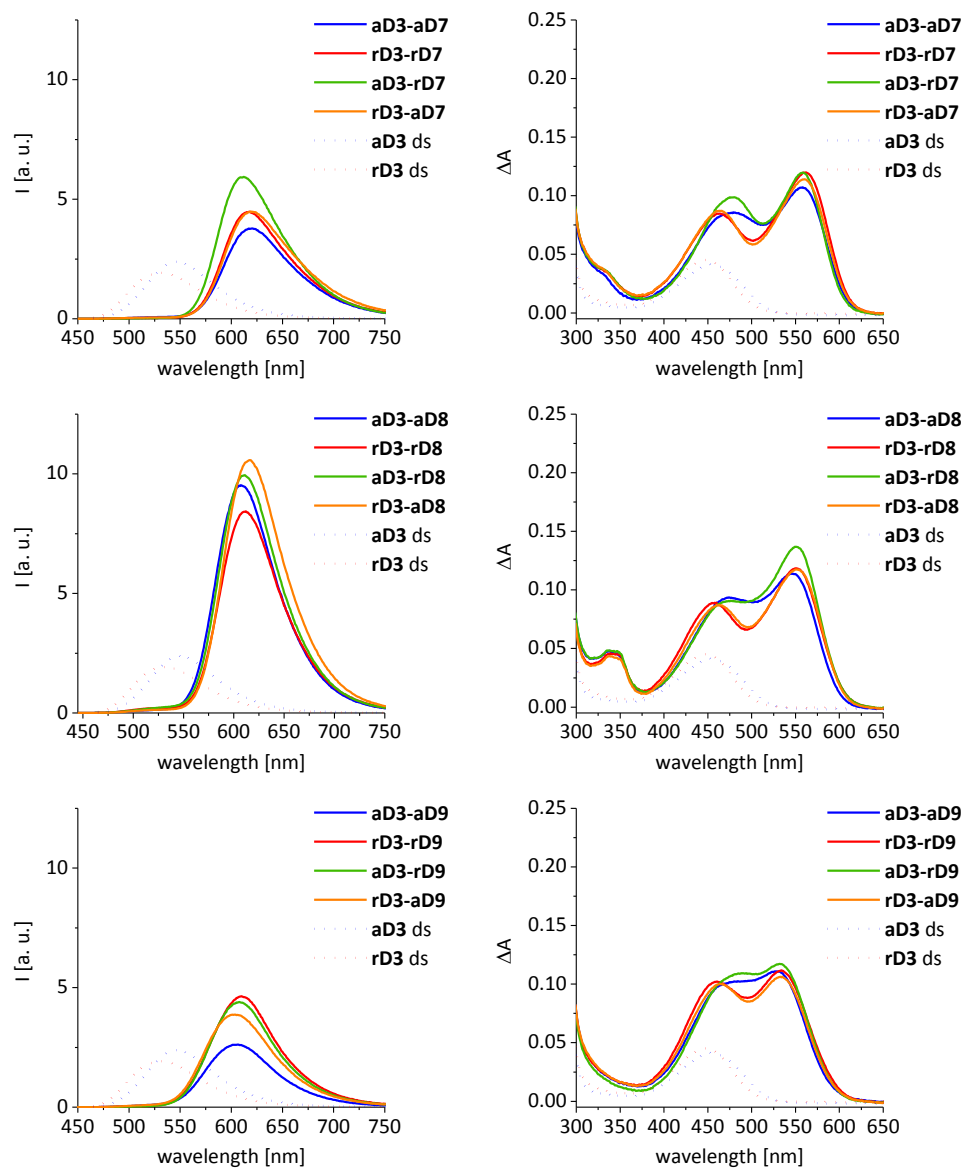 aD3-aD7
rD3-rD7
aD3-rD7
rD3-aD7
aD3 ds
rD3 ds
I [a. u.]
10
5
0
450 500 550 600 650 700 750
wavelength [nm]
aD3-aD7
rD3-rD7
aD3-rD7
rD3-aD7
ΔA
0.25
0.20
0.15
0.10
0.05
0.00
300 350 400 450 500 550 600 650
wavelength [nm]
aD3-aD8
rD3-rD8
aD3-rD8
rD3-aD8
aD3 ds
rD3 ds
I [a. u.]
10
5
0
450 500 550 600 650 700 750
wavelength [nm]
aD3-aD8
rD3-rD8
aD3-rD8
rD3-aD8
aD3 ds
rD3 ds
ΔA
0.25
0.20
0.15
0.10
0.05
0.00
300 350 400 450 500 550 600 650
wavelength [nm]
aD3-aD9
rD3-rD9
aD3-rD9
rD3-aD9
aD3 ds
rD3 ds
I [a. u.]
10
5
0
450 500 550 600 650 700 750
wavelength [nm]
aD3-aD9
rD3-rD9
aD3-rD9
rD3-aD9
aD3 ds
rD3 ds
ΔA
0.25
0.20
0.15
0.10
0.05
0.00
300 350 400 450 500 550 600 650
wavelength [nm]